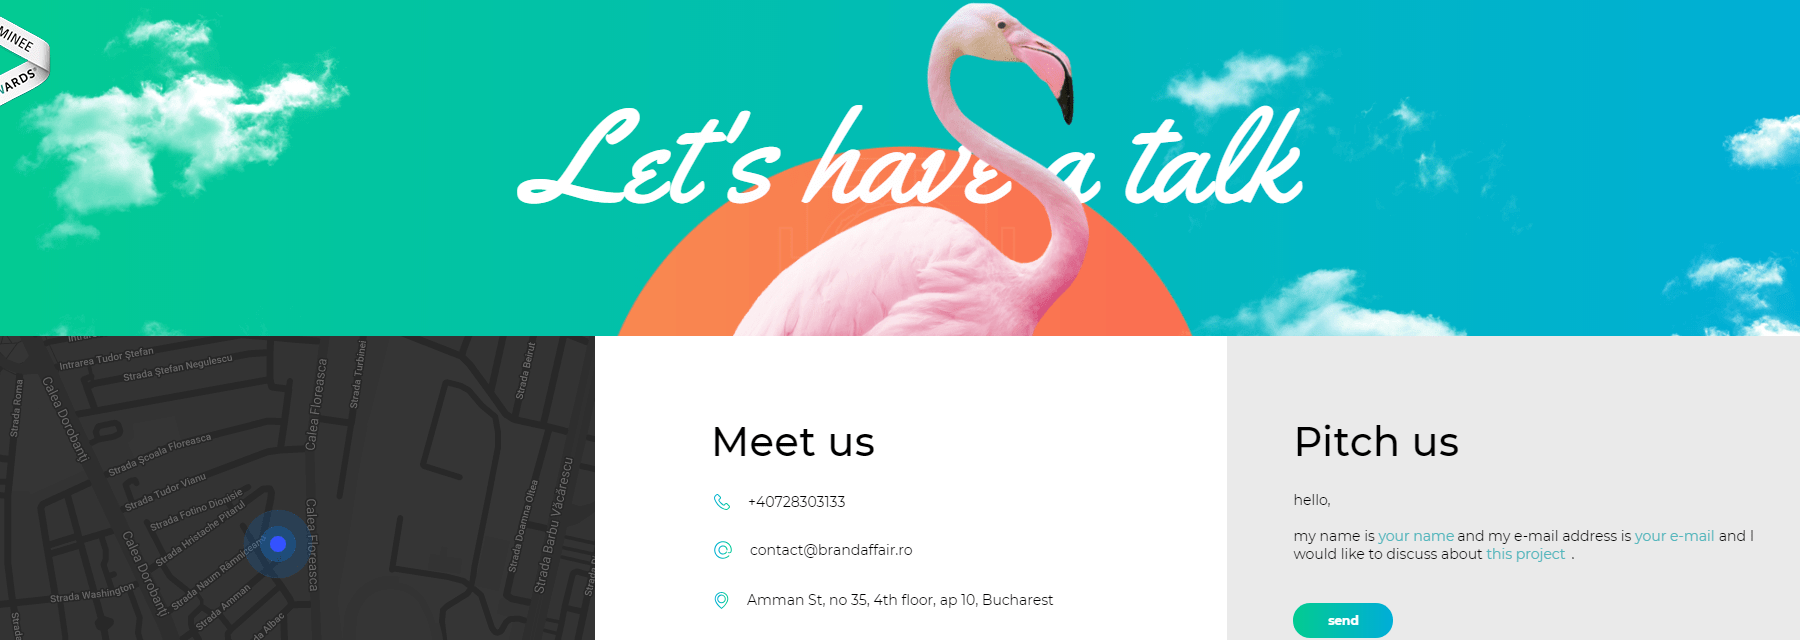 MINEE
WARDS
Let's have a talk
Intrarea Tudor Ștefan
Strada Ștefan Negulescu
Strada Roma
Calea Dorobanți
Strada Școala Floreasca
Strada Tudor Vianu
Strada Fotino Dionisie
Strada Hristache Pitarul
Strada Naum Râmniceanu
Strada Washington
Calea Dorobanți
Strada Amman
Strada Albac
Calea Floreasca
Calea Floreasca
Strada Turbinei
Strada Beirut
Strada Doamna Oltea
Strada Barbu Văcărescu
Meet us
+40728303133
contact@brandaffair.ro
Amman St, no 35, 4th floor, ap 10, Bucharest
Pitch us
hello,
my name is your name and my e-mail address is your e-mail and I
would like to discuss about this project .
send